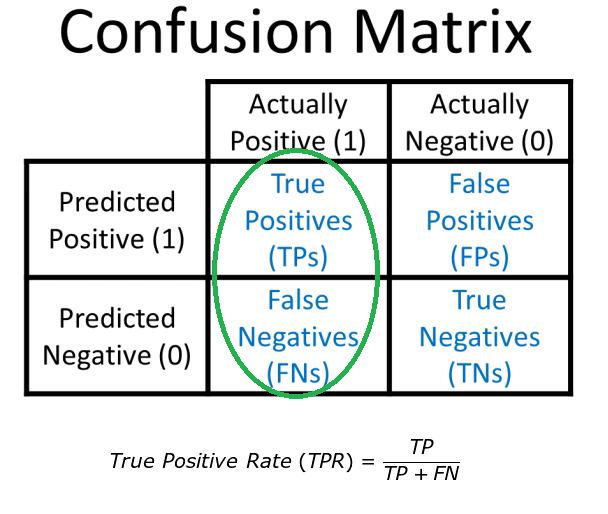 Confusion Matrix
Actually
Positive (1)
Actually
Negative (0)
Predicted
Positive (1)
True
Positives
(TPs)
False
Positives
(FPs)
Predicted
Negative (0)
False
Negatives
(FNs)
True
Negatives
(TNs)
True Positive Rate (TPR) = TP / TP + FN